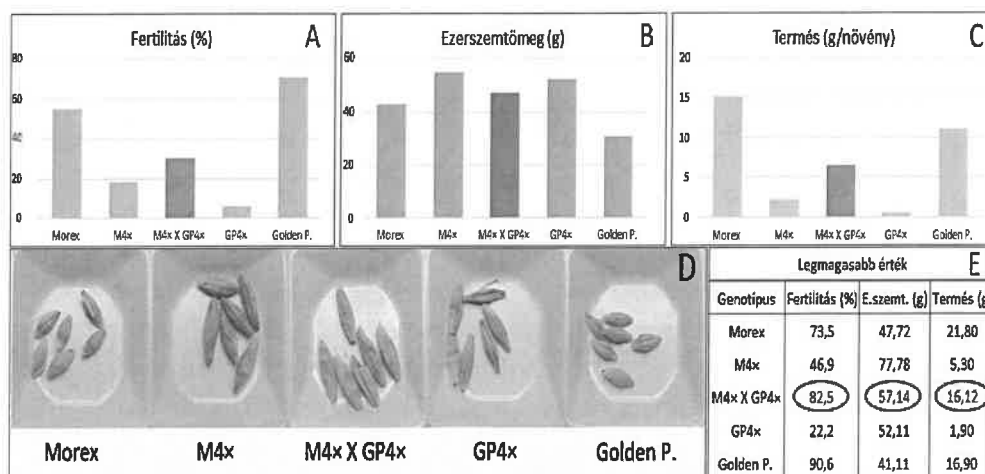 Fertilitás (%) A
80
60
40
20
0
Morex M4× M4× X GP4× GP4× Golden P.
Ezerszemtömeg (g) B
60
40
20
0
Morex M4× M4× X GP4× GP4× Golden P.
Termés (g/növény) C
20
15
10
5
0
Morex M4× M4× X GP4× GP4× Golden P.
D
Morex M4× M4× X GP4× GP4× Golden P.
Legmagasabb érték E
Genotípus Fertilitás (%) E.szemt. (g) Termés (g
Morex 73,5 47,72 21,80
M4× 46,9 77,78 5,30
M4× X GP4× 82,5 57,14 16,12
GP4× 22,2 52,11 1,90
Golden P. 90,6 41,11 16,90